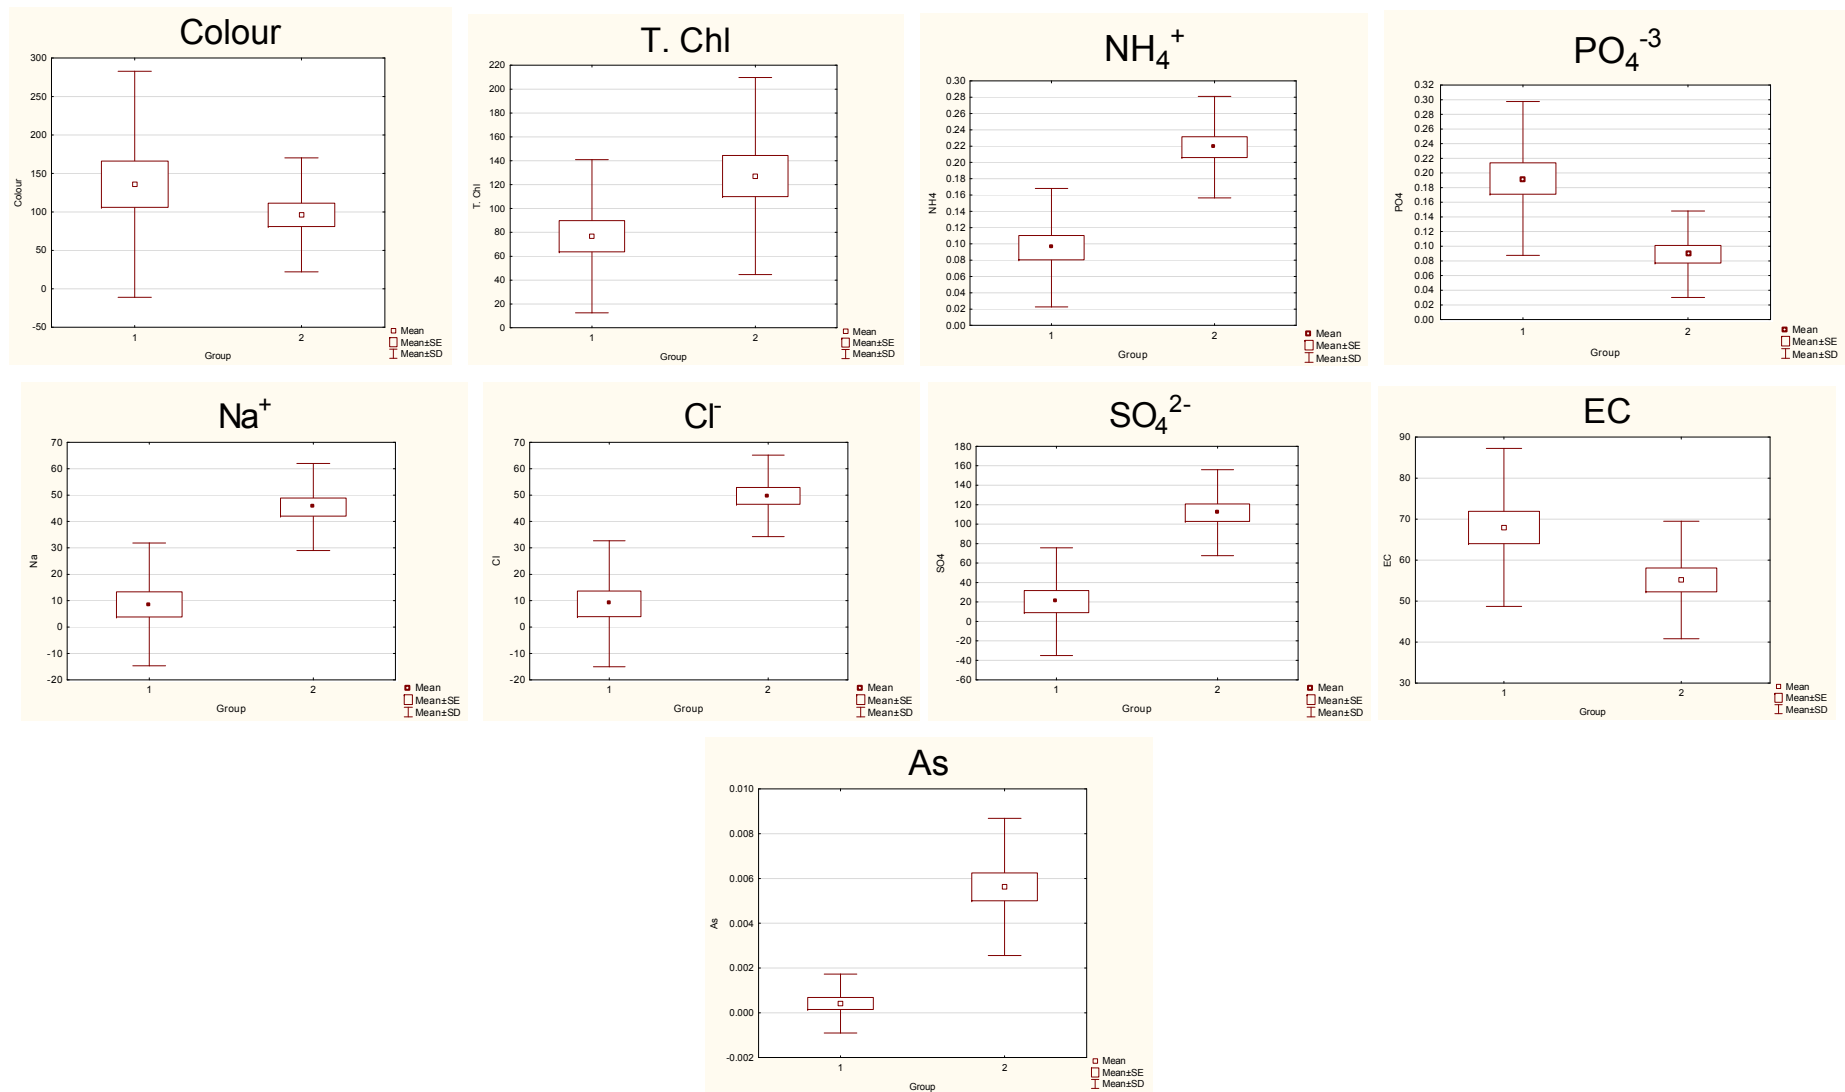 Colour
300
250
200
150
100
50
0
-50
Colour
1 2
Group
Mean
Mean±SE
Mean±SD
T. Chl
220
200
180
160
140
120
100
80
60
40
20
0
T. Chl
1 2
Group
Mean
Mean±SE
Mean±SD
NH₄⁺
0.30
0.28
0.26
0.24
0.22
0.20
0.18
0.16
0.14
0.12
0.10
0.08
0.06
0.04
0.02
0.00
NH4
1 2
Group
Mean
Mean±SE
Mean±SD
PO₄⁻³
0.32
0.30
0.28
0.26
0.24
0.22
0.20
0.18
0.16
0.14
0.12
0.10
0.08
0.06
0.04
0.02
0.00
PO4
1 2
Group
Mean
Mean±SE
Mean±SD
Na⁺
70
60
50
40
30
20
10
0
-10
-20
Na
1 2
Group
Mean
Mean±SE
Mean±SD
Cl⁻
70
60
50
40
30
20
10
0
-10
-20
Cl
1 2
Group
Mean
Mean±SE
Mean±SD
SO₄²⁻
180
160
140
120
100
80
60
40
20
0
-20
-40
-60
SO4
1 2
Group
Mean
Mean±SE
Mean±SD
EC
90
80
70
60
50
40
30
EC
1 2
Group
Mean
Mean±SE
Mean±SD
As
0.010
0.008
0.006
0.004
0.002
0.000
-0.002
As
1 2
Group
Mean
Mean±SE
Mean±SD